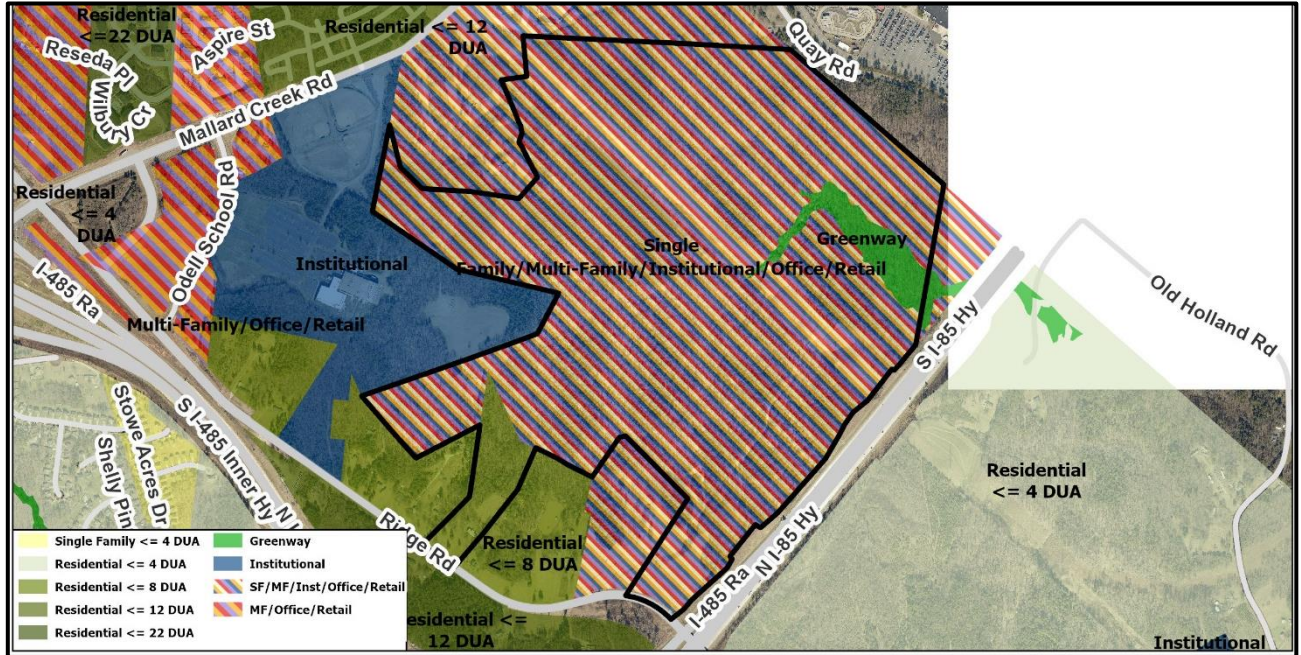 Residential
<=22 DUA
Aspire St
Residential <= 12
DUA
Quay Rd
Reseda Pl
Wilbury Cr
Mallard Creek Rd
Residential
<= 4
DUA
Odell School Rd
Institutional
Single
Family/Multi-Family/Institutional/Office/Retail
Greenway
I-485 Ra
Multi-Family/Office/Retail
S I-85 Hy
Old Holland Rd
Stowe Acres Dr
Shelly Pin
S I-485 Inner Hy
N I
Ridge Rd
Residential
<= 8 DUA
Residential
<= 4 DUA
N I-85 Hy
I-485 Ra
esidential <=
12 DUA
Institutional
Single Family <= 4 DUA
Residential <= 4 DUA
Residential <= 8 DUA
Residential <= 12 DUA
Residential <= 22 DUA
Greenway
Institutional
SF/MF/Inst/Office/Retail
MF/Office/Retail